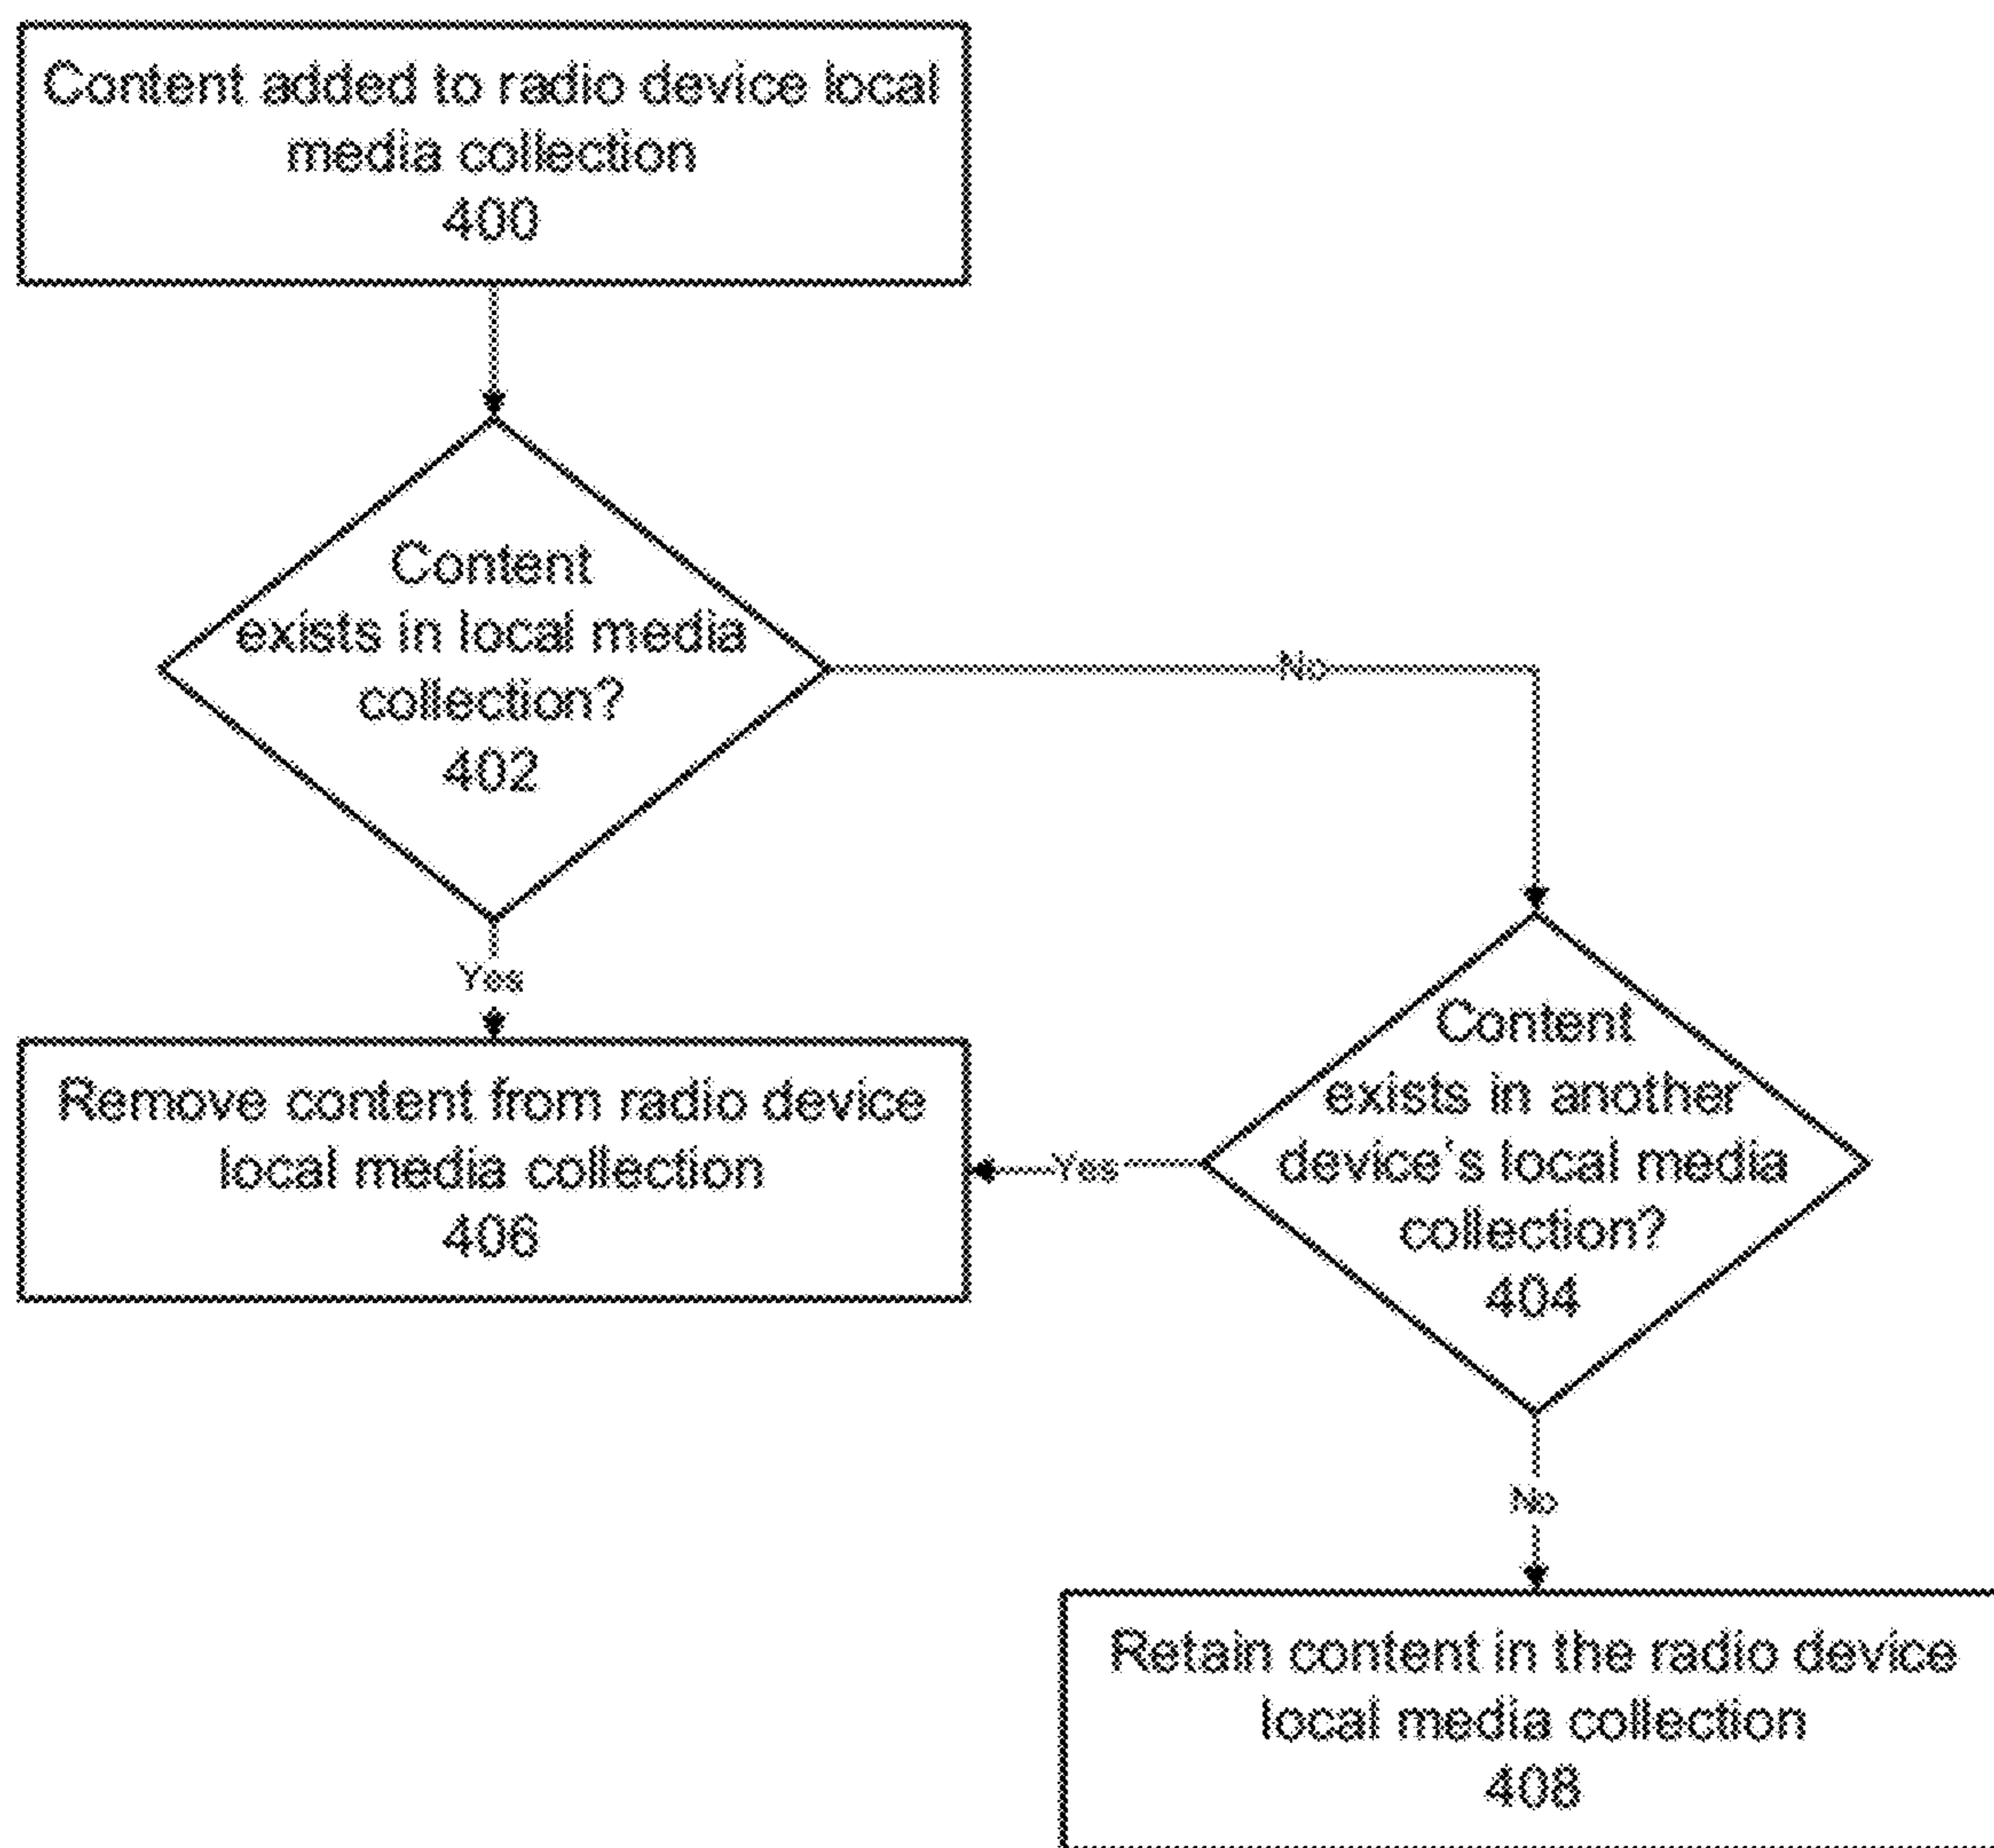 Content added to radio device local
media collection
400
Content
exists in local media
collection?
402
No
Yes
Remove content from radio device
local media collection
406
Yes
Content
exists in another
device's local media
collection?
404
No
Retain content in the radio device
local media collection
408